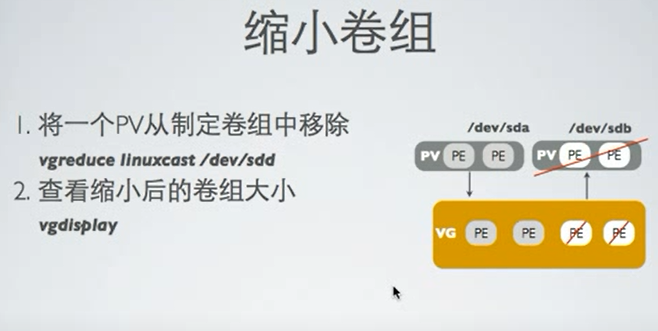 缩小卷组
1. 将一个PV从制定卷组中移除
vgreduce linuxcast /dev/sdd
2. 查看缩小后的卷组大小
vgdisplay
/dev/sda /dev/sdb
PV PE PE PV PE PE
VG PE PE PE PE